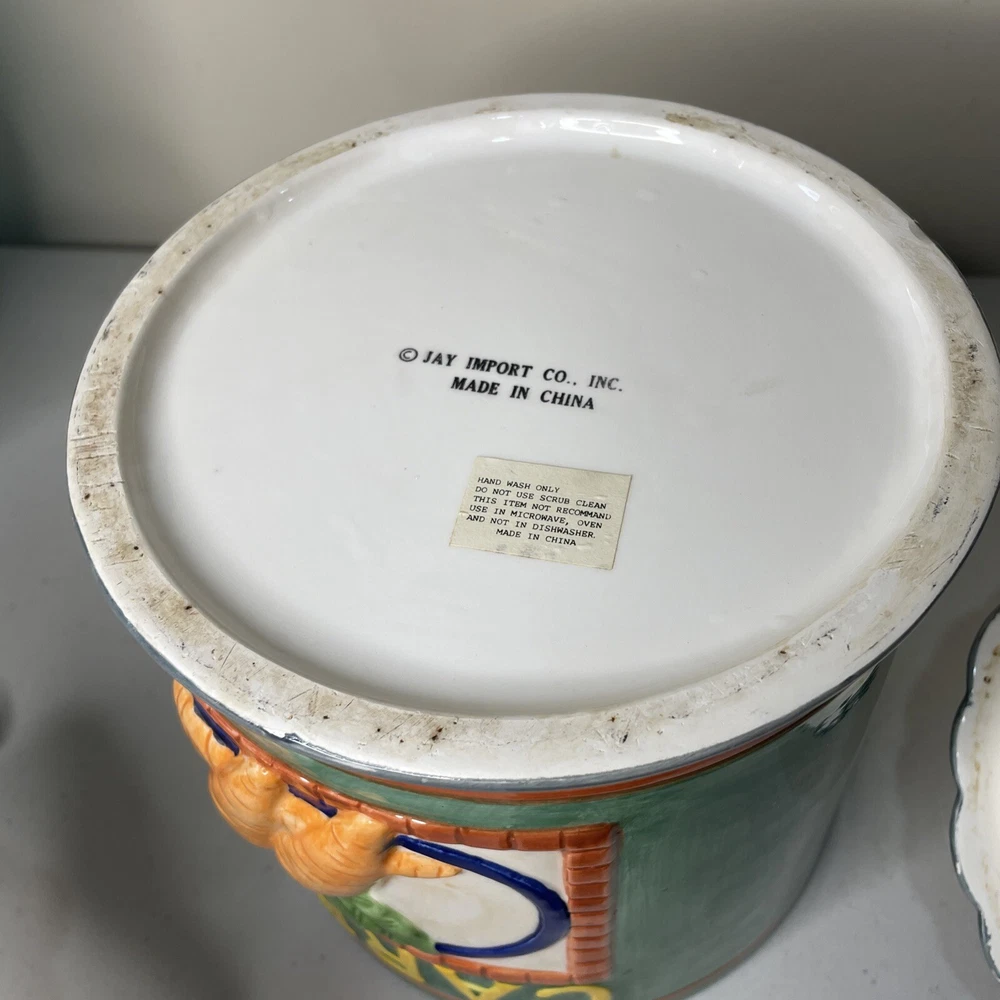 © JAY IMPORT CO., INC.
MADE IN CHINA
HAND WASH ONLY
DO NOT USE SCRUB CLEAN
THIS ITEM NOT RECOMMAND
USE IN MICROWAVE, OVEN
AND NOT IN DISHWASHER.
MADE IN CHINA